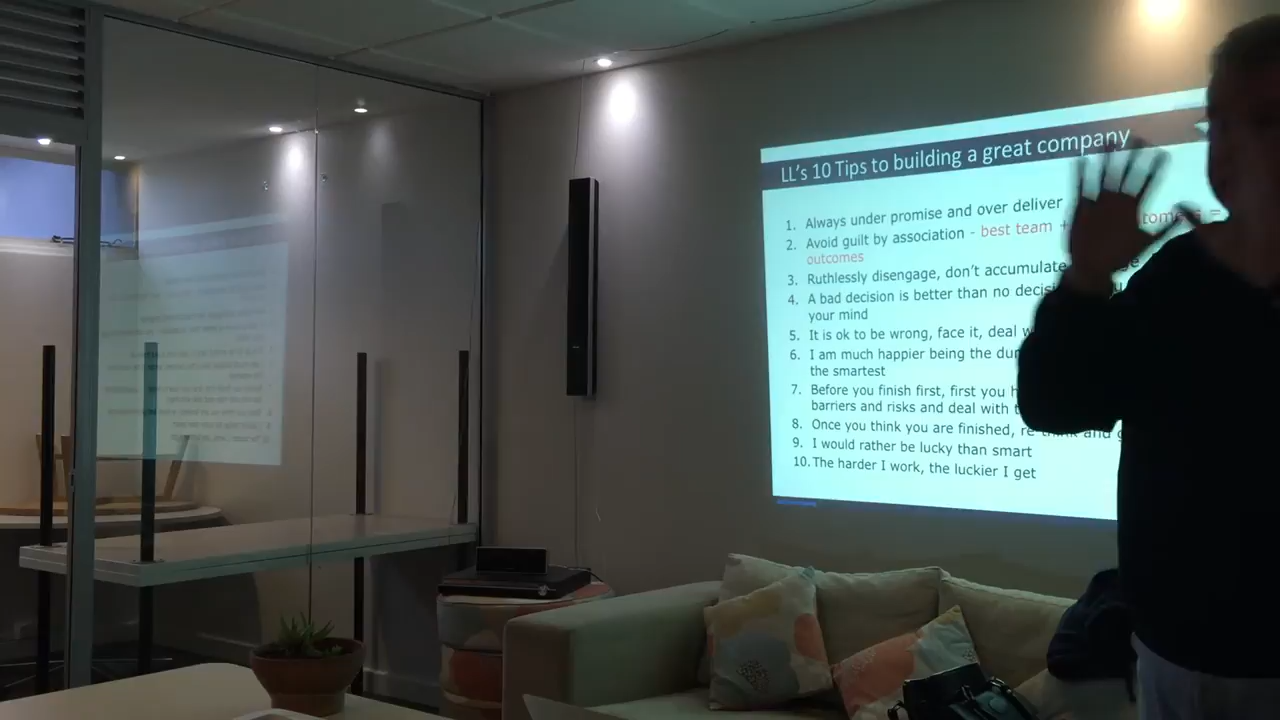 LL's 10 Tips to building a great company
1. Always under promise and over deliver
2. Avoid guilt by association - best team + =
outcomes
3. Ruthlessly disengage, don't accumulate
4. A bad decision is better than no
your mind
5. It is ok to be wrong, face it, deal
6. I am much happier being the
the smartest
7. Before you finish first, first you
barriers and risks and deal with
8. Once you think you are finished, and
9. I would rather be lucky than smart
10. The harder I work, the luckier I get